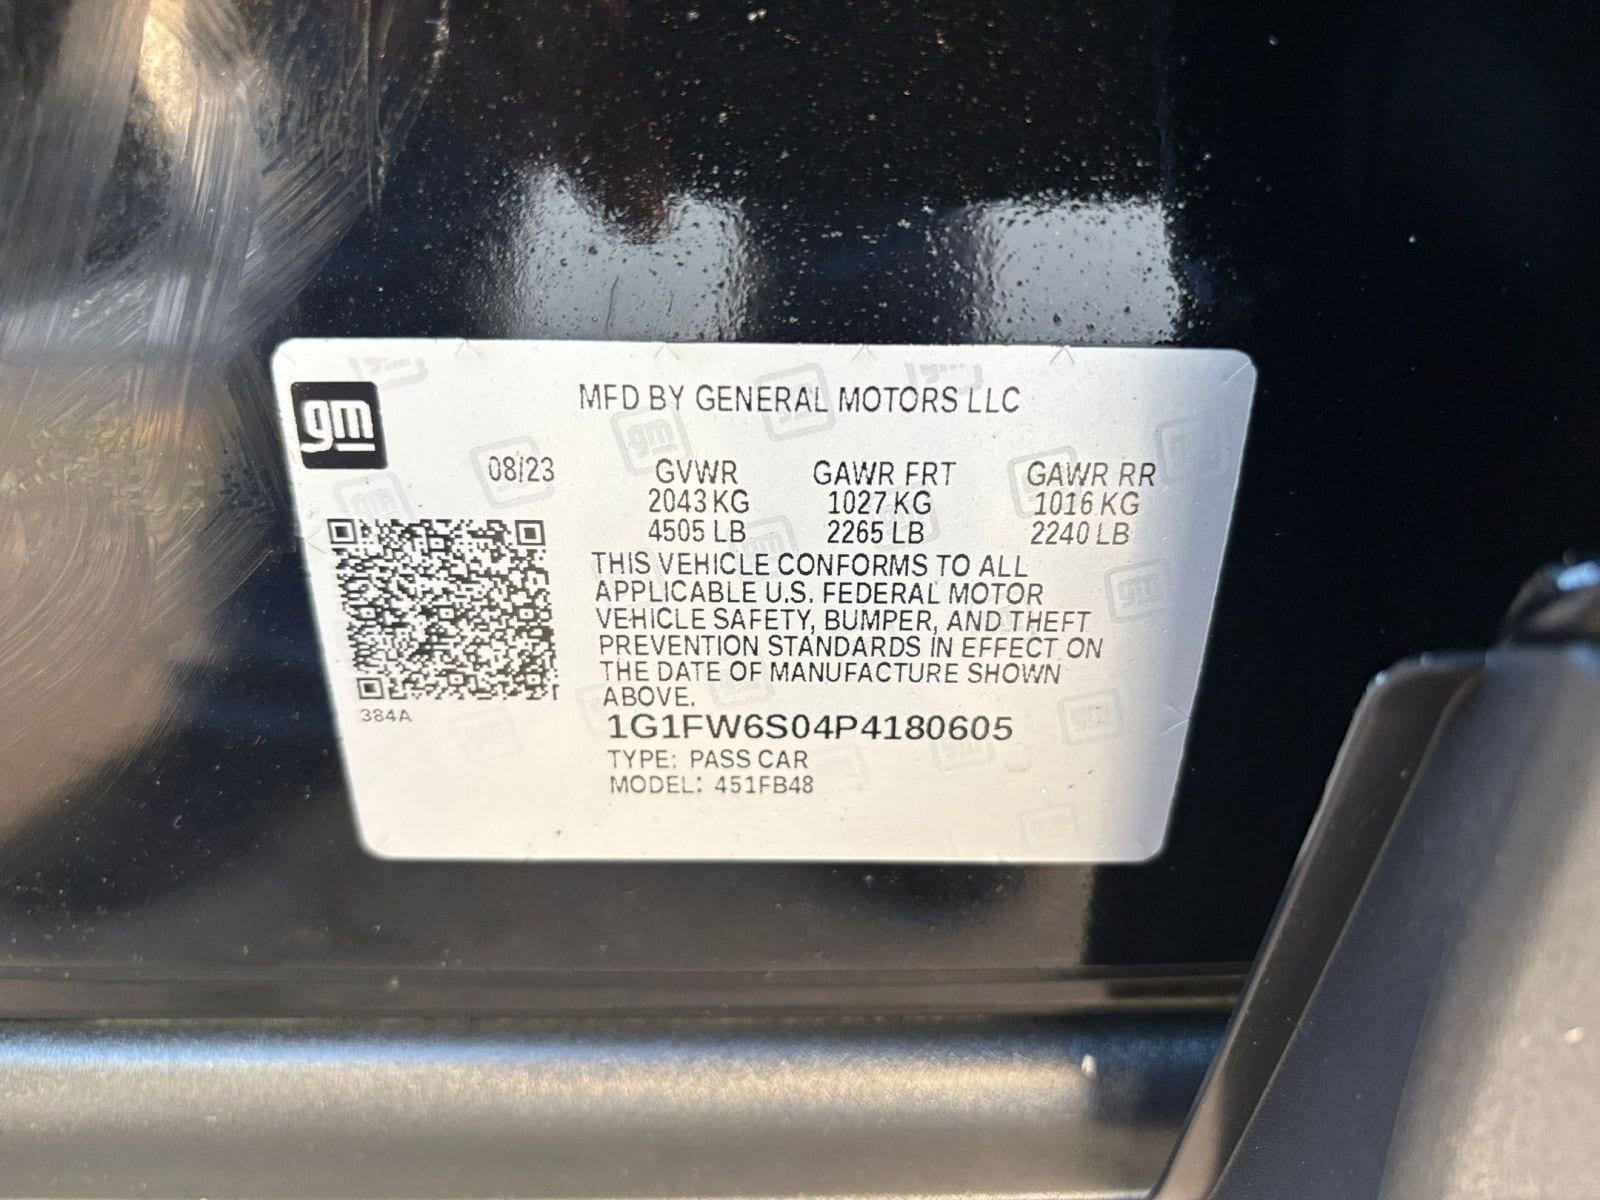 MFD BY GENERAL MOTORS LLC
gm
08/23 GVWR GAWR FRT GAWR RR
2043 KG 1027 KG 1016 KG
4505 LB 2265 LB 2240 LB
THIS VEHICLE CONFORMS TO ALL
APPLICABLE U.S. FEDERAL MOTOR
VEHICLE SAFETY, BUMPER, AND THEFT
PREVENTION STANDARDS IN EFFECT ON
THE DATE OF MANUFACTURE SHOWN
ABOVE.
384A
1G1FW6S04P4180605
TYPE: PASS CAR
MODEL: 451FB48